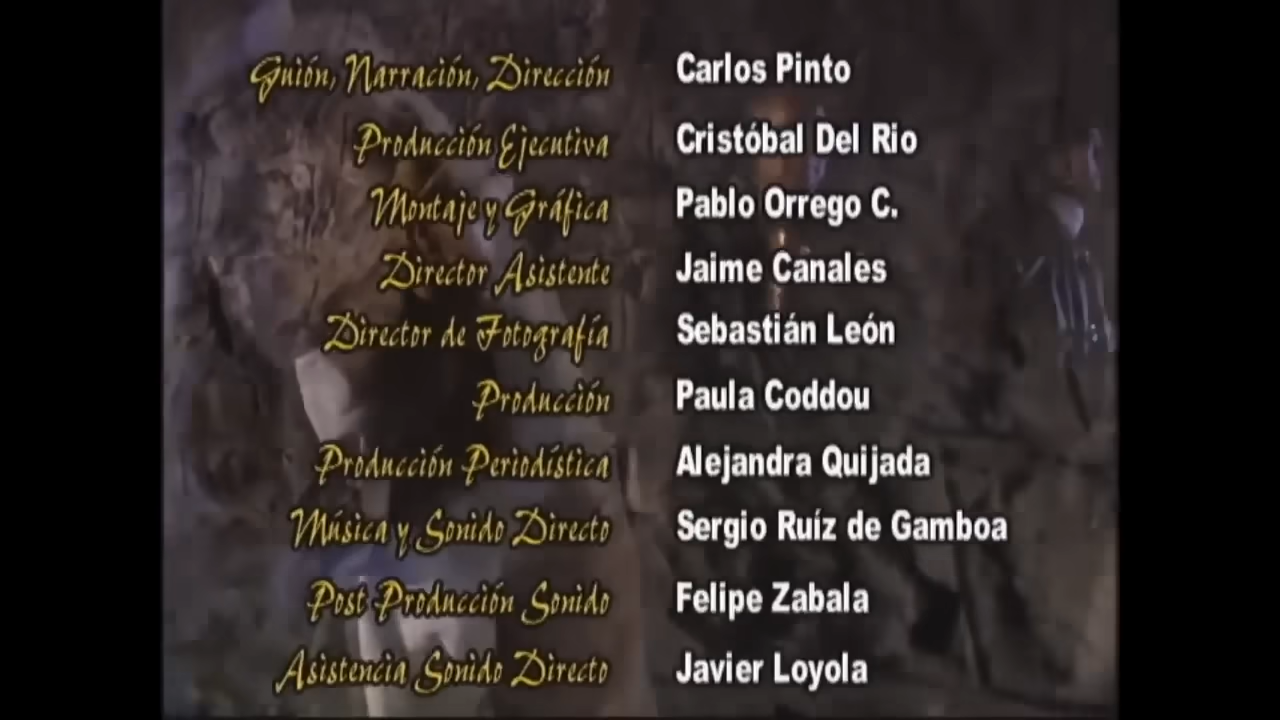 Guión, Narración, Dirección Carlos Pinto
Producción Ejecutiva Cristóbal Del Rio
Montaje y Gráfica Pablo Orrego C.
Director Asistente Jaime Canales
Director de Fotografía Sebastián León
Producción Paula Coddou
Producción Periodística Alejandra Quijada
Música y Sonido Directo Sergio Ruíz de Gamboa
Post Producción Sonido Felipe Zabala
Asistencia Sonido Directo Javier Loyola